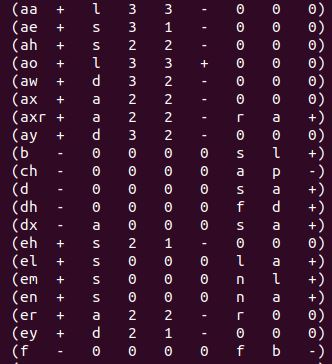 (aa + l 3 3 - 0 0 0)
(ae + s 3 1 - 0 0 0)
(ah + s 2 2 - 0 0 0)
(ao + l 3 3 + 0 0 0)
(aw + d 3 2 - 0 0 0)
(ax + a 2 2 - 0 0 0)
(axr + a 2 2 - r a +)
(ay + d 3 2 - 0 0 0)
(b - 0 0 0 0 s l +)
(ch - 0 0 0 0 a p -)
(d - 0 0 0 0 s a +)
(dh - 0 0 0 0 f d +)
(dx - a 0 0 0 s a +)
(eh + s 2 1 - 0 0 0)
(el + s 0 0 0 l a +)
(em + s 0 0 0 n l +)
(en + s 0 0 0 n a +)
(er + a 2 2 - r 0 0)
(ey + d 2 1 - 0 0 0)
(f - 0 0 0 0 f b -)